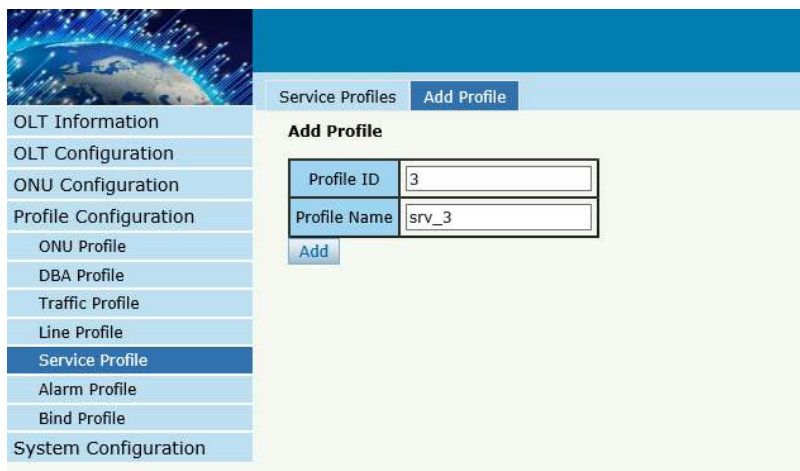 OLT Information
OLT Configuration
ONU Configuration
Profile Configuration
ONU Profile
DBA Profile
Traffic Profile
Line Profile
Service Profile
Alarm Profile
Bind Profile
System Configuration
Service Profiles Add Profile
Add Profile
Profile ID 3
Profile Name srv_3
Add